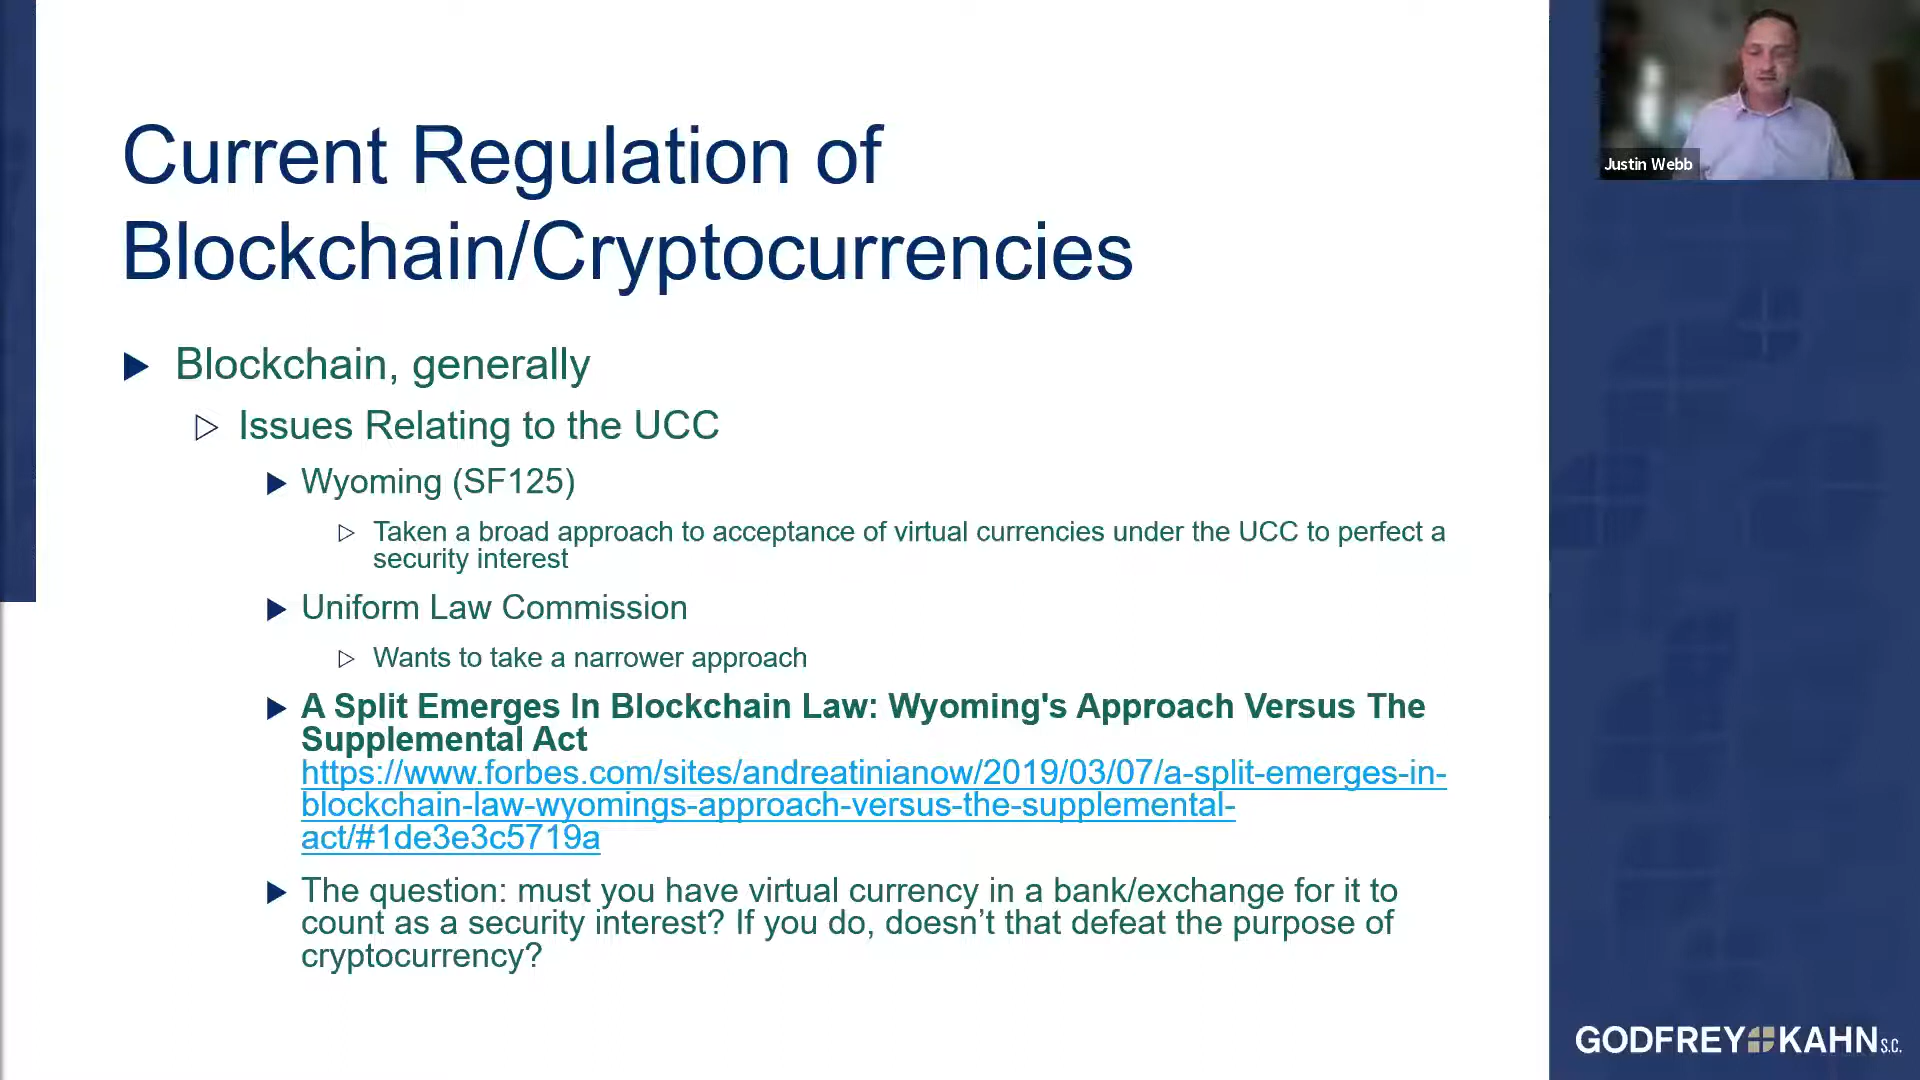 Current Regulation of
Blockchain/Cryptocurrencies
Blockchain, generally
Issues Relating to the UCC
Wyoming (SF125)
Taken a broad approach to acceptance of virtual currencies under the UCC to perfect a
security interest
Uniform Law Commission
Wants to take a narrower approach
A Split Emerges In Blockchain Law: Wyoming's Approach Versus The
Supplemental Act
https://www.forbes.com/sites/andreatinianow/2019/03/07/a-split-emerges-in-
blockchain-law-wyomings-approach-versus-the-supplemental-
act/#1de3e3c5719a
The question: must you have virtual currency in a bank/exchange for it to
count as a security interest? If you do, doesn’t that defeat the purpose of
cryptocurrency?
Justin Webb
GODFREY KAHN S.C.